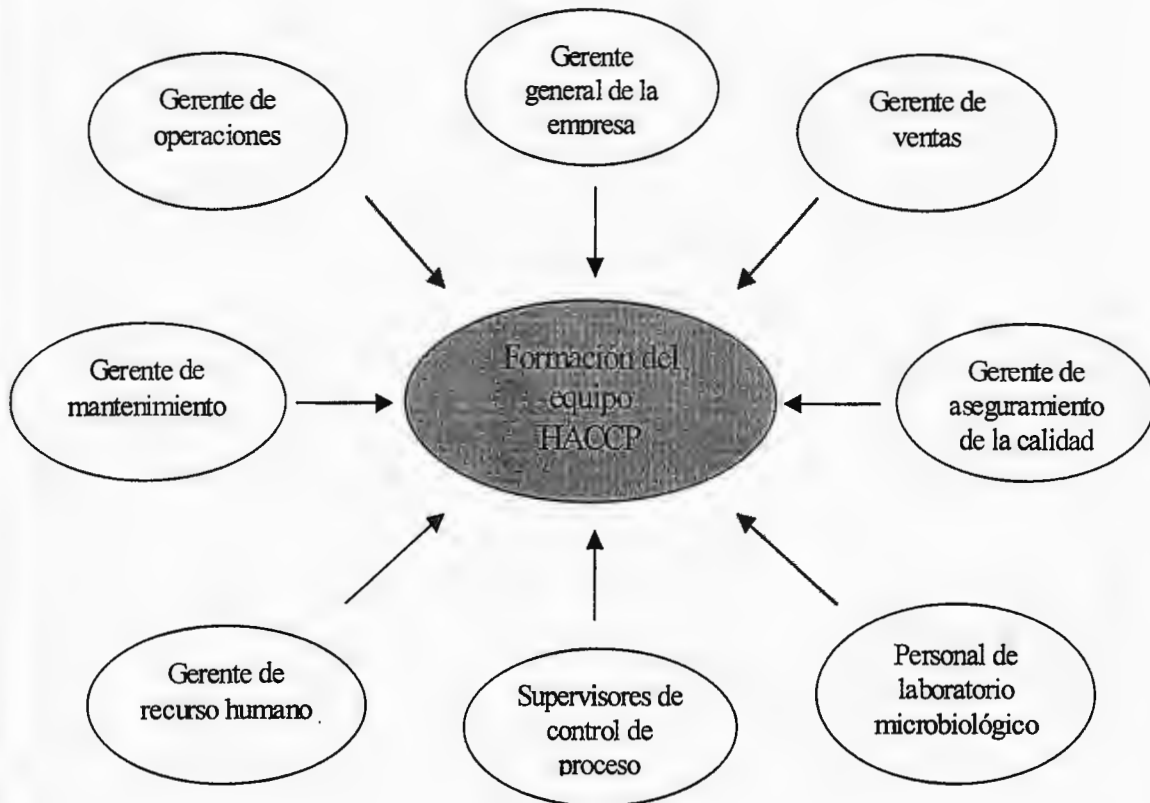 Gerente
general de la
empresa
Gerente de
operaciones
Gerente de
ventas
Formación del
equipo
HACCP
Gerente de
mantenimiento
Gerente de
aseguramiento
de la calidad
Gerente de
recurso humano
Supervisores de
control de
proceso
Personal de
laboratorio
microbiológico